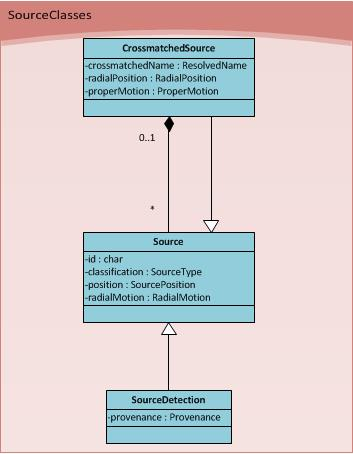 SourceClasses
CrossmatchedSource
-crossmatchedName : ResolvedName
-radialPosition : RadialPosition
-properMotion : ProperMotion
0..1
*
Source
-id : char
-classification : SourceType
-position : SourcePosition
-radialMotion : RadialMotion
SourceDetection
-provenance : Provenance